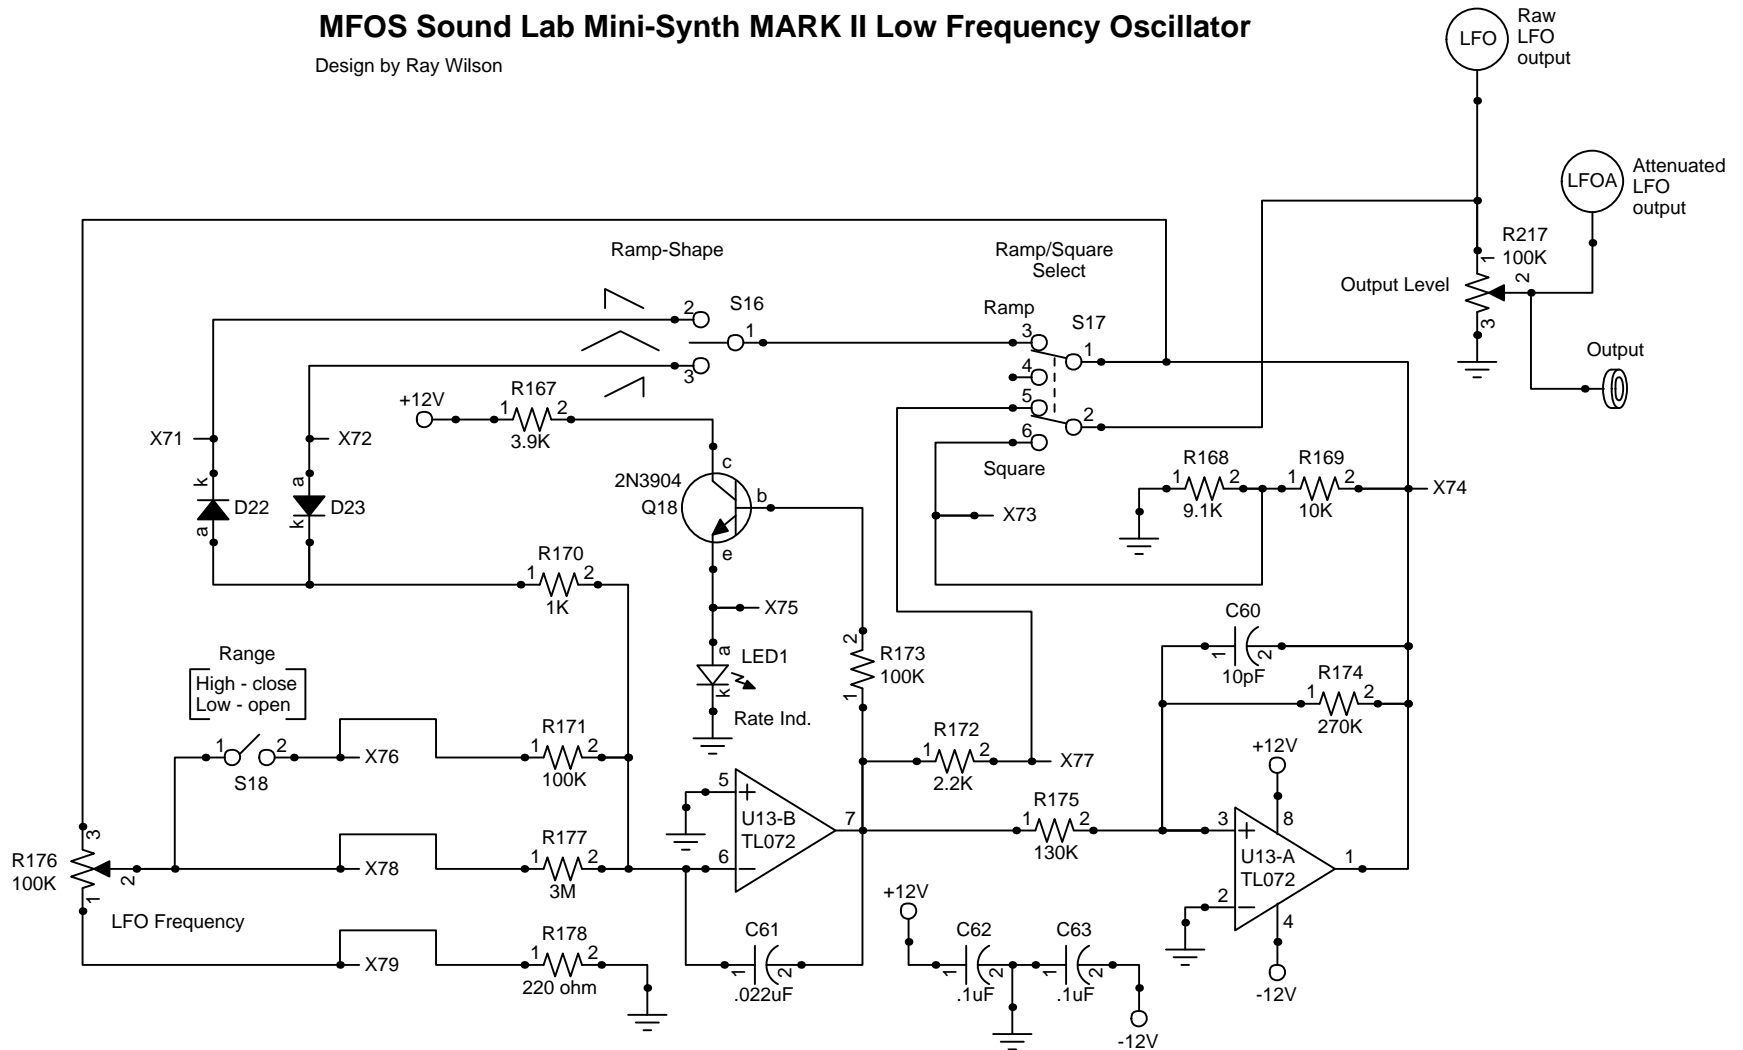 MFOS Sound Lab Mini-Synth MARK II Low Frequency Oscillator
Design by Ray Wilson
LFO
Raw
LFO
output
LFOA
Attenuated
LFO
output
R217
100K
1
2
3
Output Level
Output
Ramp-Shape
2
S16
1
3
Ramp/Square
Select
Ramp
3
S17
1
4
5
2
6
Square
+12V
1
R167
2
3.9K
X71
X72
k
D22
a
a
D23
k
2N3904
Q18
c
b
e
X73
R168
1
2
9.1K
R169
1
2
10K
X74
R170
1
2
1K
X75
a
LED1
k
Rate Ind.
2
R173
100K
1
C60
1
2
10pF
R174
1
2
270K
Range
High - close
Low - open
1
2
S18
X76
R171
1
2
100K
R172
1
2
2.2K
X77
5
U13-B
TL072
7
6
R175
1
2
130K
+12V
8
3
U13-A
TL072
1
2
4
-12V
3
R176
100K
2
1
LFO Frequency
X78
R177
1
2
3M
X79
R178
1
2
220 ohm
C61
1
2
.022uF
+12V
C62
1
2
.1uF
C63
1
2
.1uF
-12V